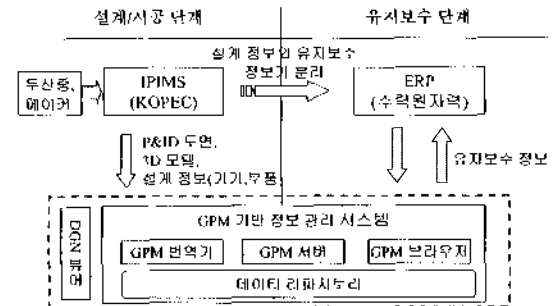 설계/시공 단계
유지보수 단계
설계 정보와 유지보수
정보가 분리
두산중,
메이커
IPIMS
(KOPEC)
ERP
(수력원자력)
P&ID 도면,
3D 모델,
설계 정보(기기,부품)
유지보수 정보
GPM 기반 정보 관리 시스템
DGN
GPM 번역기
GPM 서버
GPM 브라우저
데이터 리파지토리